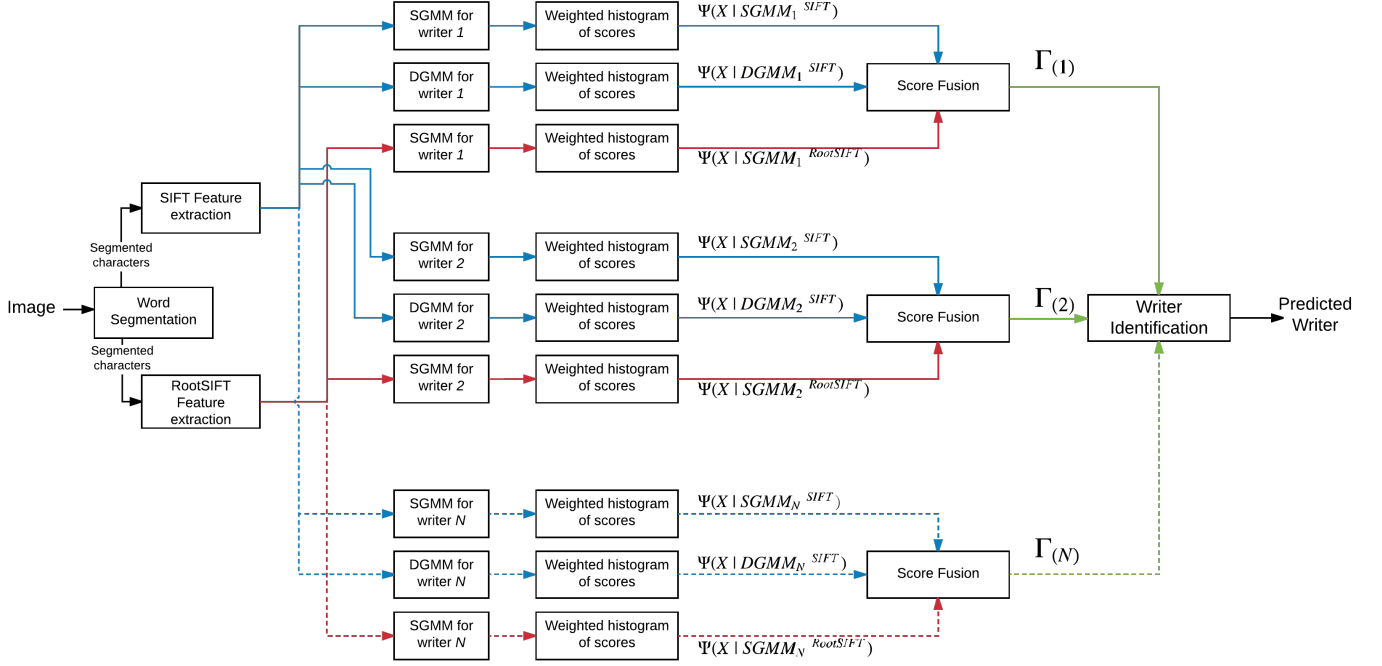 Image
Word
Segmentation
Segmented
characters
Segmented
characters
SIFT Feature
extraction
RootSIFT
Feature
extraction
SGMM for
writer 1
Weighted histogram
of scores
Ψ(X | SGMM₁ ^SIFT)
DGMM for
writer 1
Weighted histogram
of scores
Ψ(X | DGMM₁ ^SIFT)
SGMM for
writer 1
Weighted histogram
of scores
Ψ(X | SGMM₁ ^RootSIFT)
Score Fusion
Γ(1)
SGMM for
writer 2
Weighted histogram
of scores
Ψ(X | SGMM₂ ^SIFT)
DGMM for
writer 2
Weighted histogram
of scores
Ψ(X | DGMM₂ ^SIFT)
SGMM for
writer 2
Weighted histogram
of scores
Ψ(X | SGMM₂ ^RootSIFT)
Score Fusion
Γ(2)
SGMM for
writer N
Weighted histogram
of scores
Ψ(X | SGMM_N ^SIFT)
DGMM for
writer N
Weighted histogram
of scores
Ψ(X | DGMM_N ^SIFT)
SGMM for
writer N
Weighted histogram
of scores
Ψ(X | SGMM_N ^RootSIFT)
Score Fusion
Γ(N)
Writer
Identification
Predicted
Writer